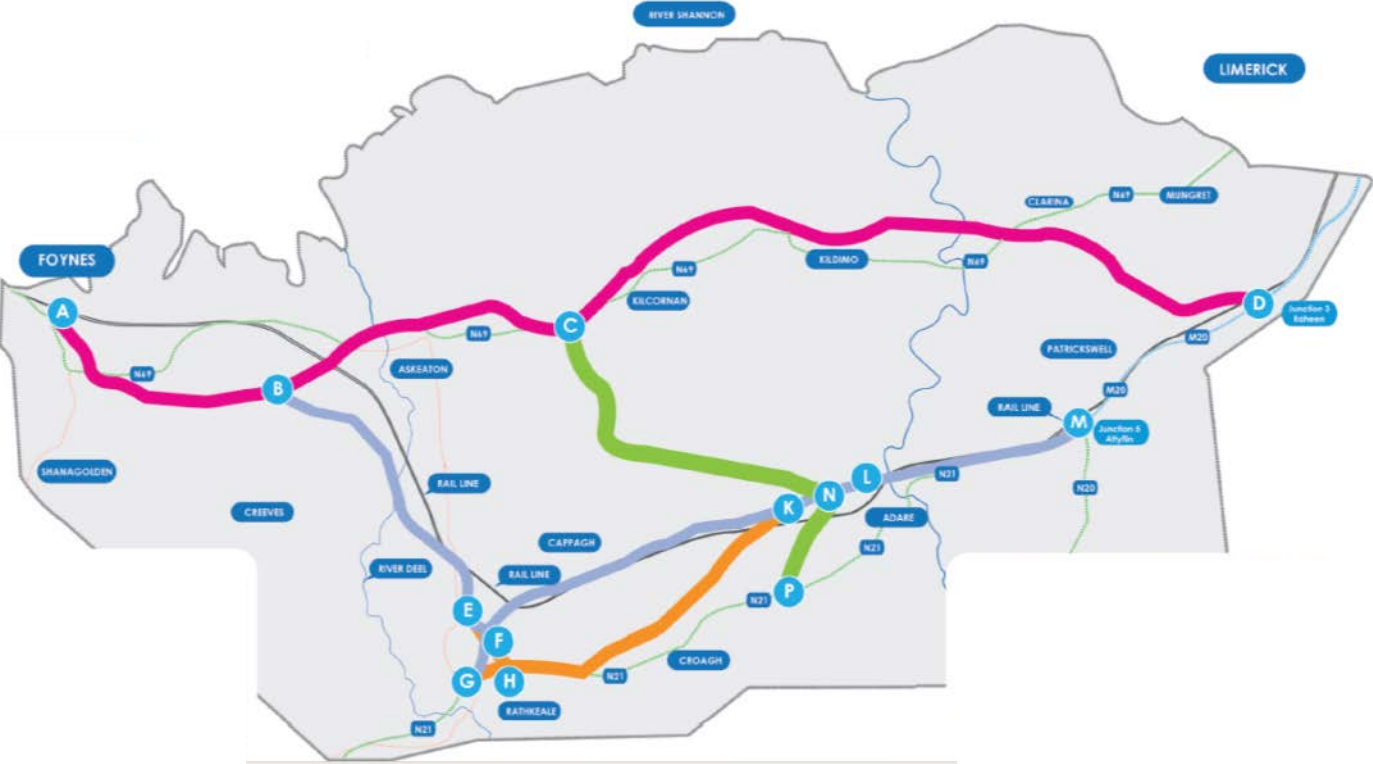 RIVER SHANNON
LIMERICK
CLARINA
N69
MUNGRET
FOYNES
KILDIMO
N69
N69
KILCORNAN
A
C
D
Junction 2
Raheen
N69
M20
PATRICKSWELL
N69
B
ASKEATON
M20
RAIL LINE
M
Junction 5
Attyflin
SHANAGOLDEN
RAIL LINE
L
N21
N20
K
N
CREEVES
ADARE
CAPPAGH
N21
RIVER DEEL
RAIL LINE
P
N21
E
F
CROAGH
N21
G
H
RATHKEALE
N21